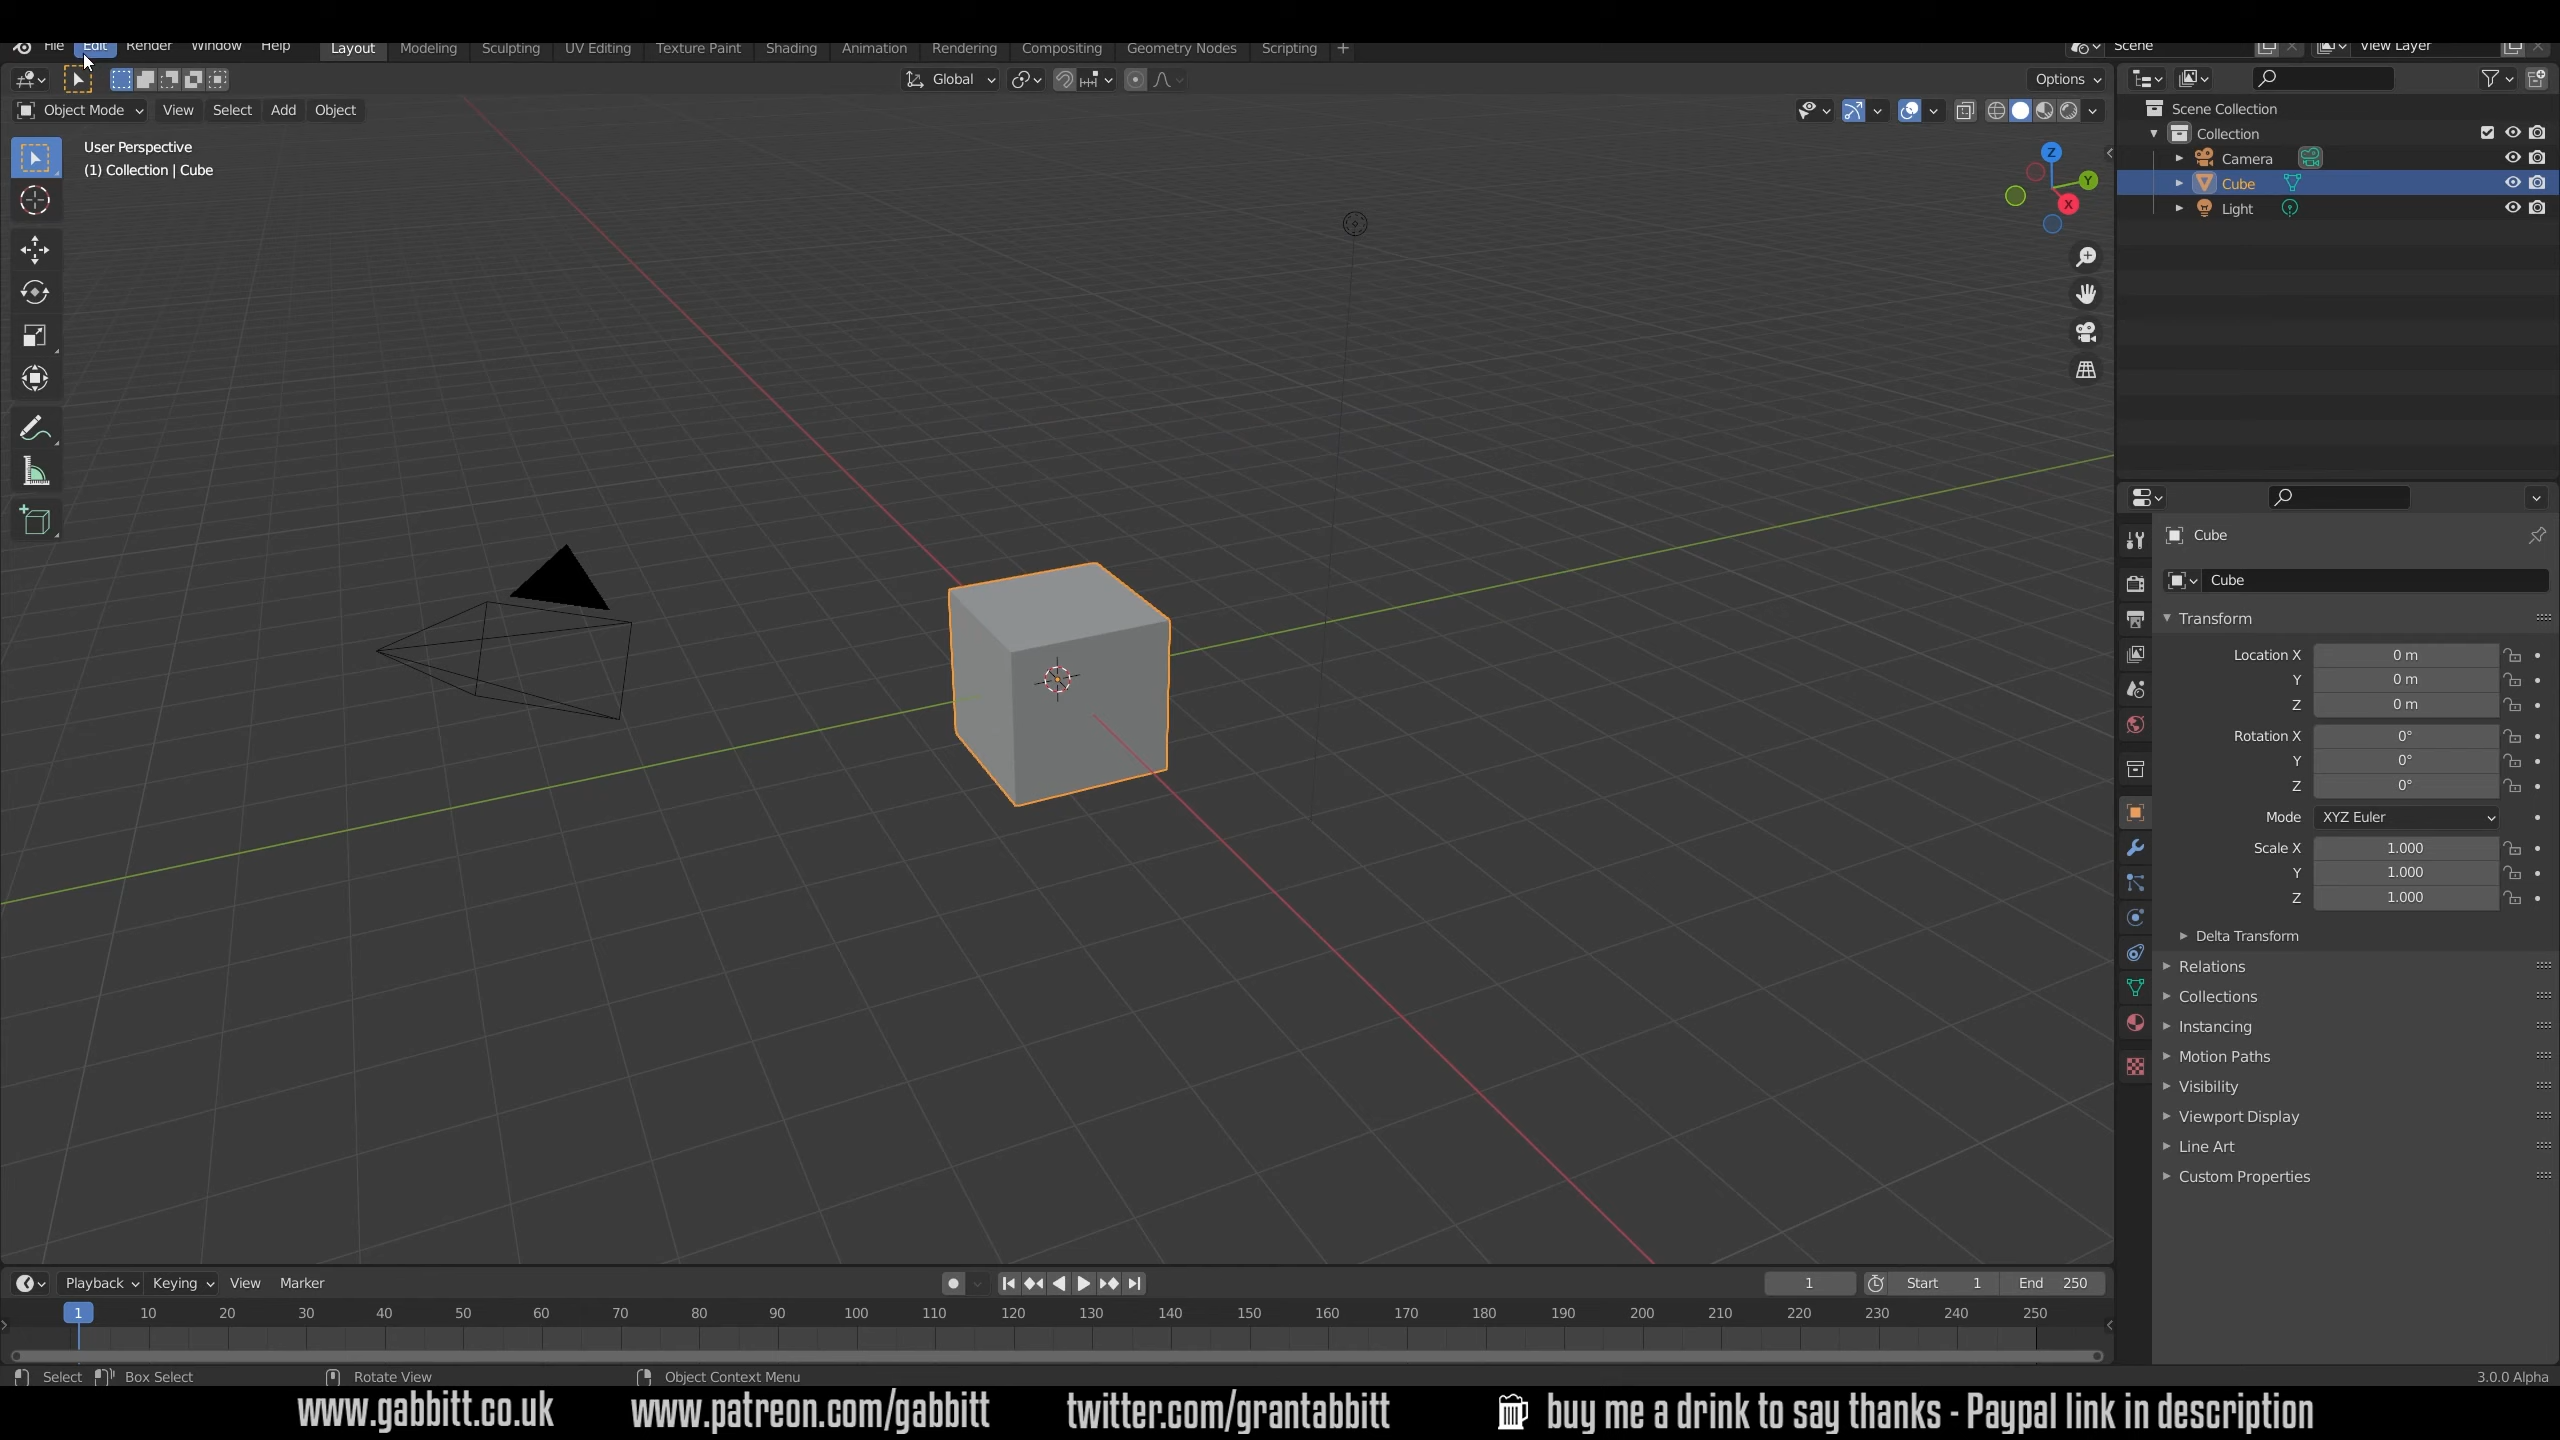 File Edit Render Window Help Layout Modeling Sculpting UV Editing Texture Paint Shading Animation Rendering Compositing Geometry Nodes Scripting + Scene View Layer
Global Options
Object Mode View Select Add Object
User Perspective
(1) Collection | Cube
Z
Y
X
Scene Collection
Collection
Camera
Cube
Light
Cube
Cube
Transform
Location X 0 m
Y 0 m
Z 0 m
Rotation X 0°
Y 0°
Z 0°
Mode XYZ Euler
Scale X 1.000
Y 1.000
Z 1.000
Delta Transform
Relations
Collections
Instancing
Motion Paths
Visibility
Viewport Display
Line Art
Custom Properties
Playback Keying View Marker 1 Start 1 End 250
1 10 20 30 40 50 60 70 80 90 100 110 120 130 140 150 160 170 180 190 200 210 220 230 240 250
Select Box Select Rotate View Object Context Menu 3.0.0 Alpha
www.gabbitt.co.uk www.patreon.com/gabbitt twitter.com/grantabbitt buy me a drink to say thanks - Paypal link in description